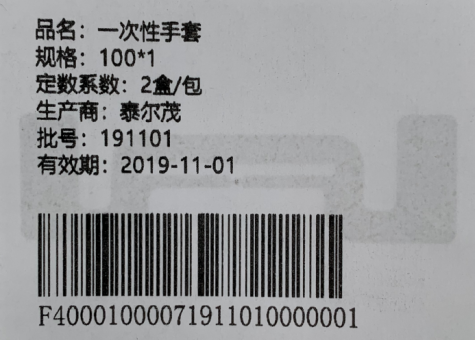 品名：一次性手套
规格：100*1
定数系数：2盒/包
生产商：泰尔茂
批号：191101
有效期：2019-11-01
F40001000071911010000001